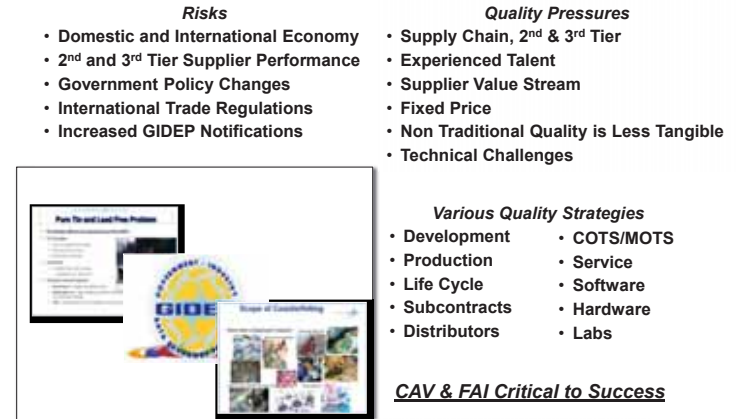 Risks
• Domestic and International Economy
• 2nd and 3rd Tier Supplier Performance
• Government Policy Changes
• International Trade Regulations
• Increased GIDEP Notifications
Quality Pressures
• Supply Chain, 2nd & 3rd Tier
• Experienced Talent
• Supplier Value Stream
• Fixed Price
• Non Traditional Quality is Less Tangible
• Technical Challenges
Pure Tin and Lead Free Problem
GIDE
Scope of Counterfeiting
Various Quality Strategies
• Development
• Production
• Life Cycle
• Subcontracts
• Distributors
• COTS/MOTS
• Service
• Software
• Hardware
• Labs
CAV & FAI Critical to Success